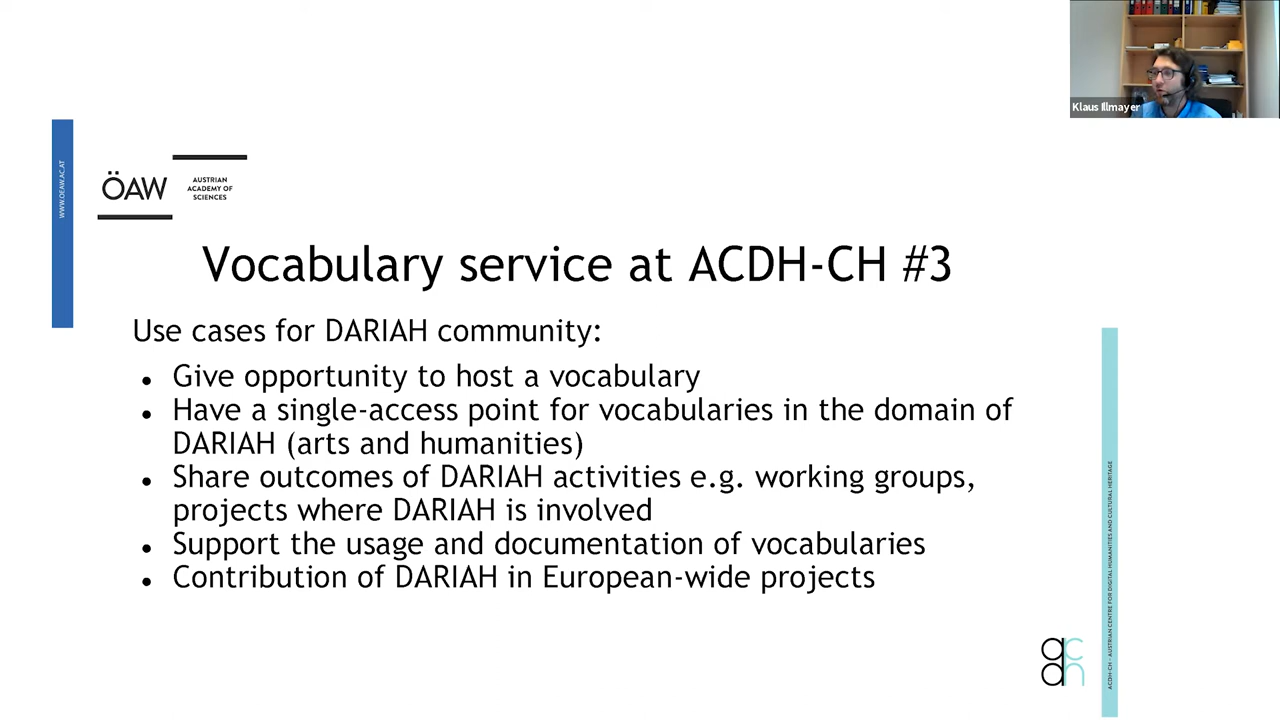 Klaus Illmayer
WWW.OEAW.AC.AT
ÖAW
AUSTRIAN
ACADEMY OF
SCIENCES
Vocabulary service at ACDH-CH #3
Use cases for DARIAH community:
● Give opportunity to host a vocabulary
● Have a single-access point for vocabularies in the domain of
DARIAH (arts and humanities)
● Share outcomes of DARIAH activities e.g. working groups,
projects where DARIAH is involved
● Support the usage and documentation of vocabularies
● Contribution of DARIAH in European-wide projects
ACDH-CH - AUSTRIAN CENTRE FOR DIGITAL HUMANITIES AND CULTURAL HERITAGE
ac
dh